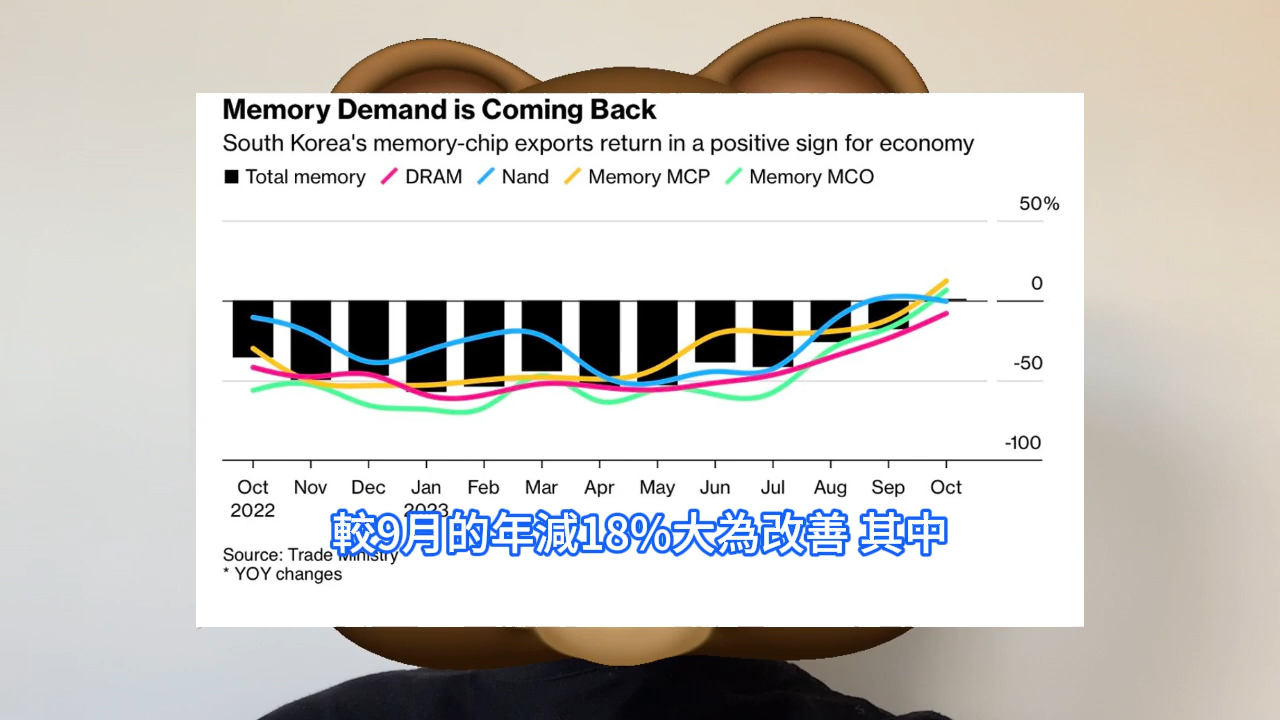 Memory Demand is Coming Back
South Korea's memory-chip exports return in a positive sign for economy
Total memory DRAM Nand Memory MCP Memory MCO
50%
0
-50
-100
Oct Nov Dec Jan Feb Mar Apr May Jun Jul Aug Sep Oct
2022 2023
較9月的年減18%大為改善 其中
Source: Trade Ministry
* YOY changes